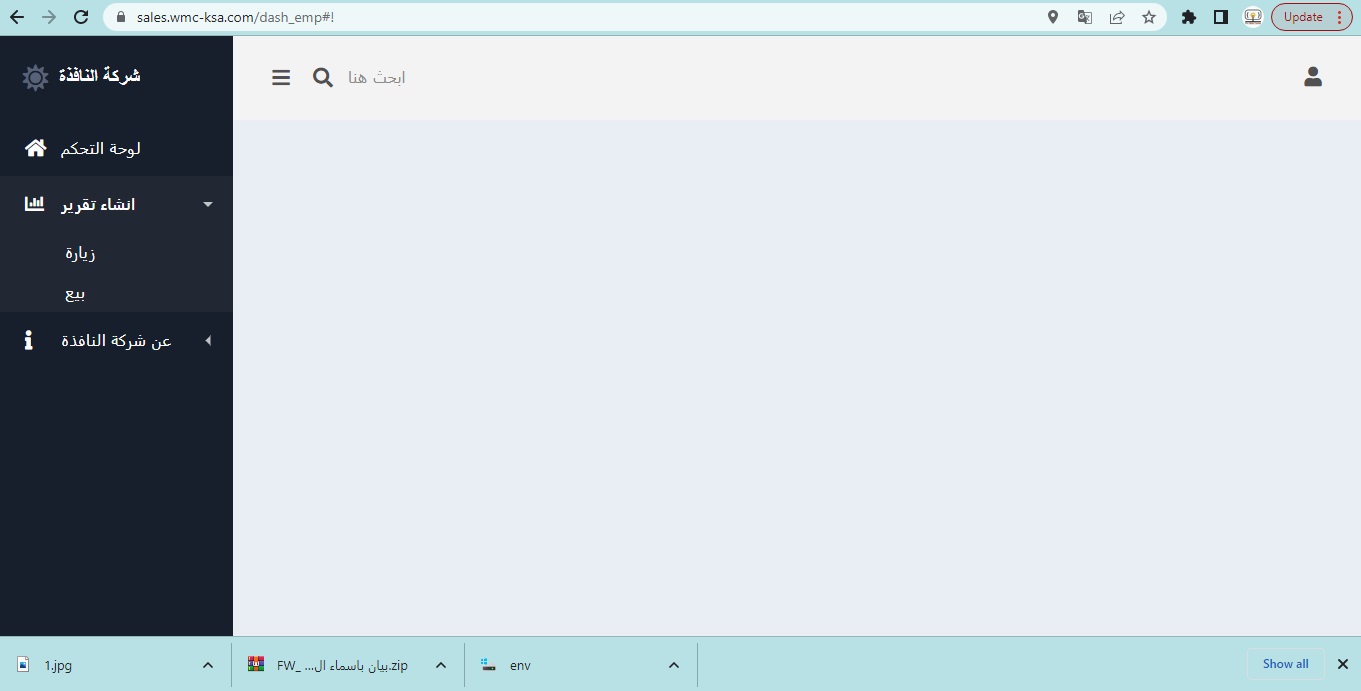 sales.wmc-ksa.com/dash_emp#!
Update
شركة النافذة
ابحث هنا
لوحة التحكم
انشاء تقرير
زيارة
بيع
عن شركة النافذة
1.jpg
FW_ ...بيان باسماء ال.zip
env
Show all